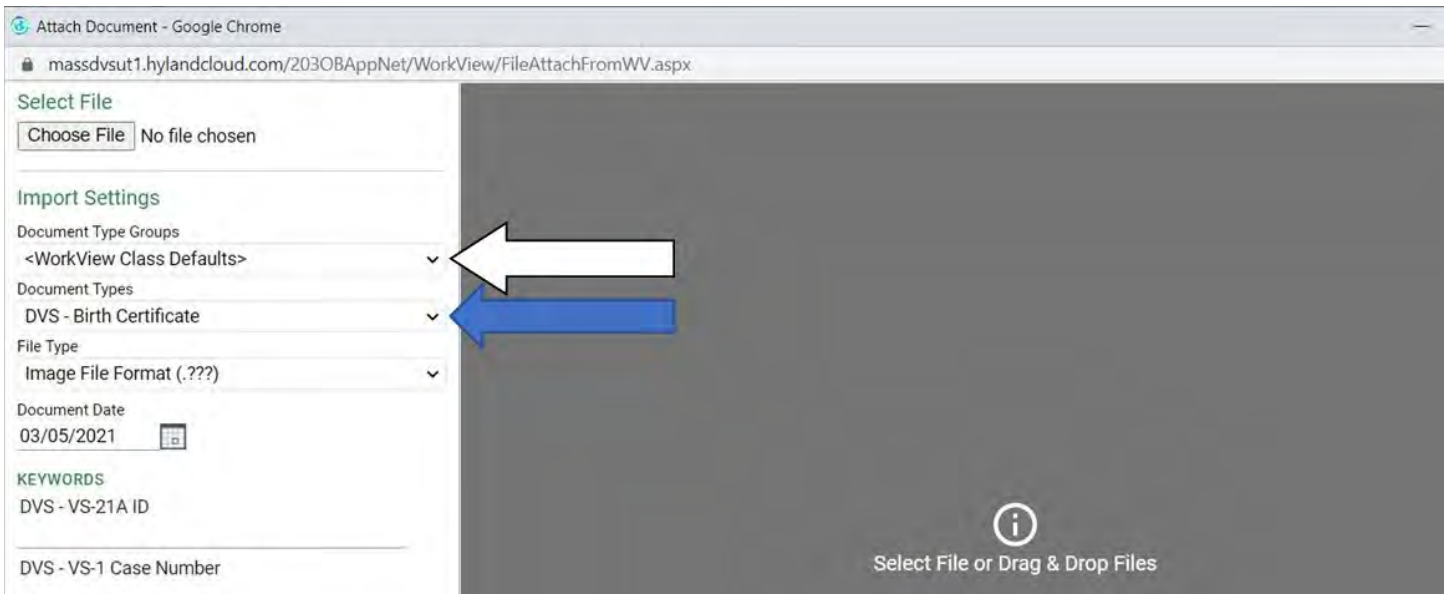 Attach Document - Google Chrome
massdvsut1.hylandcloud.com/203OBAppNet/WorkView/FileAttachFromWV.aspx
Select File
Choose File No file chosen
Import Settings
Document Type Groups
<WorkView Class Defaults>
Document Types
DVS - Birth Certificate
File Type
Image File Format (.???)
Document Date
03/05/2021
KEYWORDS
DVS - VS-21A ID
DVS - VS-1 Case Number
Select File or Drag & Drop Files